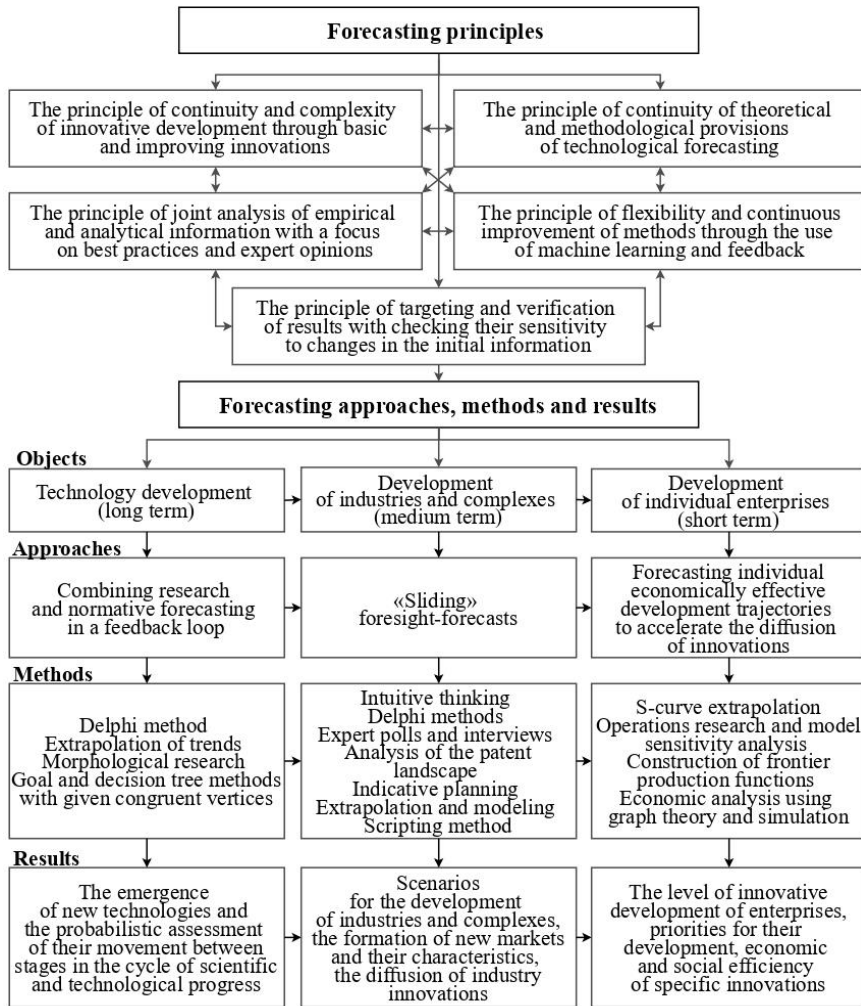 Forecasting principles
The principle of continuity and complexity
of innovative development through basic
and improving innovations
The principle of continuity of theoretical
and methodological provisions
of technological forecasting
The principle of joint analysis of empirical
and analytical information with a focus
on best practices and expert opinions
The principle of flexibility and continuous
improvement of methods through the use
of machine learning and feedback
The principle of targeting and verification
of results with checking their sensitivity
to changes in the initial information
Forecasting approaches, methods and results
Objects
Technology development
(long term)
Development
of industries and complexes
(medium term)
Development
of individual enterprises
(short term)
Approaches
Combining research
and normative forecasting
in a feedback loop
«Sliding»
foresight-forecasts
Forecasting individual
economically effective
development trajectories
to accelerate the diffusion
of innovations
Methods
Delphi method
Extrapolation of trends
Morphological research
Goal and decision tree methods
with given congruent vertices
Intuitive thinking
Delphi methods
Expert polls and interviews
Analysis of the patent
landscape
Indicative planning
Extrapolation and modeling
Scripting method
S-curve extrapolation
Operations research and model
sensitivity analysis
Construction of frontier
production functions
Economic analysis using
graph theory and simulation
Results
The emergence
of new technologies and
the probabilistic assessment
of their movement between
stages in the cycle of scientific
and technological progress
Scenarios
for the development
of industries and complexes,
the formation of new markets
and their characteristics,
the diffusion of industry
innovations
The level of innovative
development of enterprises,
priorities for their
development, economic
and social efficiency
of specific innovations